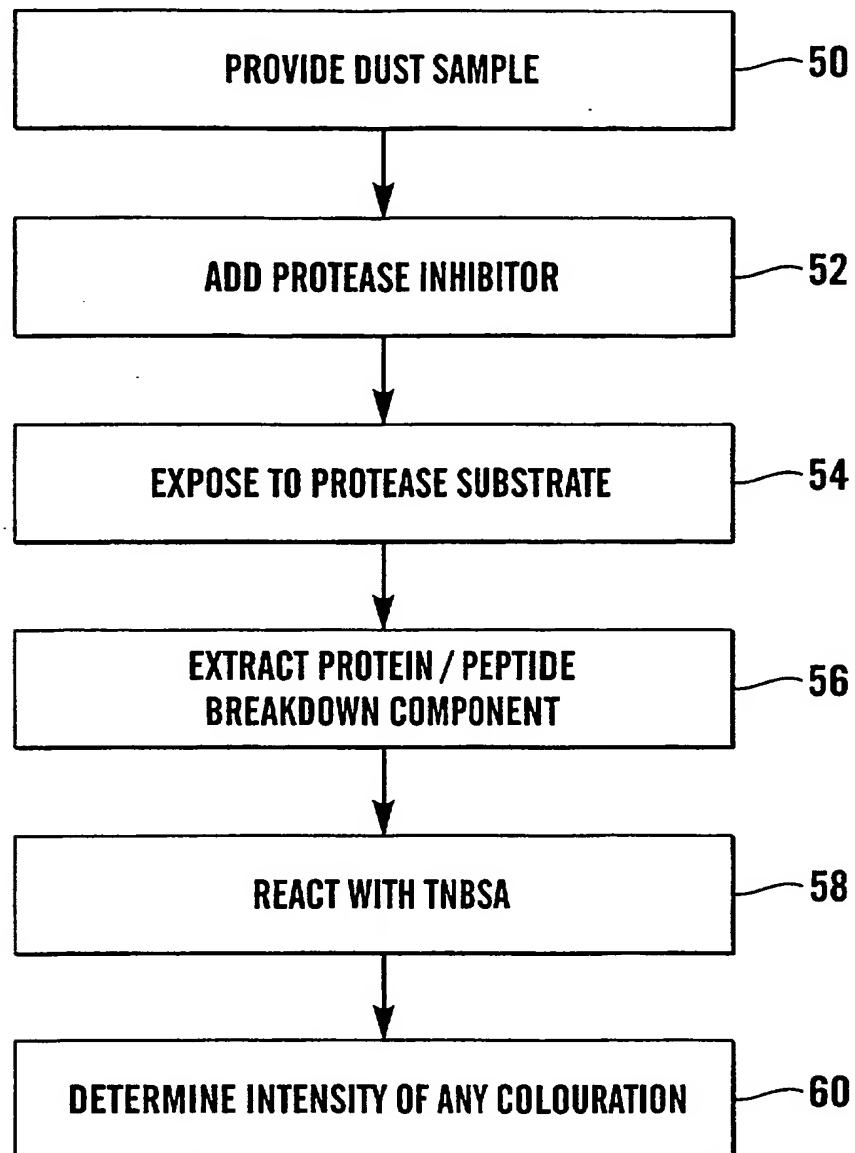 PROVIDE DUST SAMPLE 50
ADD PROTEASE INHIBITOR 52
EXPOSE TO PROTEASE SUBSTRATE 54
EXTRACT PROTEIN / PEPTIDE
BREAKDOWN COMPONENT 56
REACT WITH TNBSA 58
DETERMINE INTENSITY OF ANY COLOURATION 60